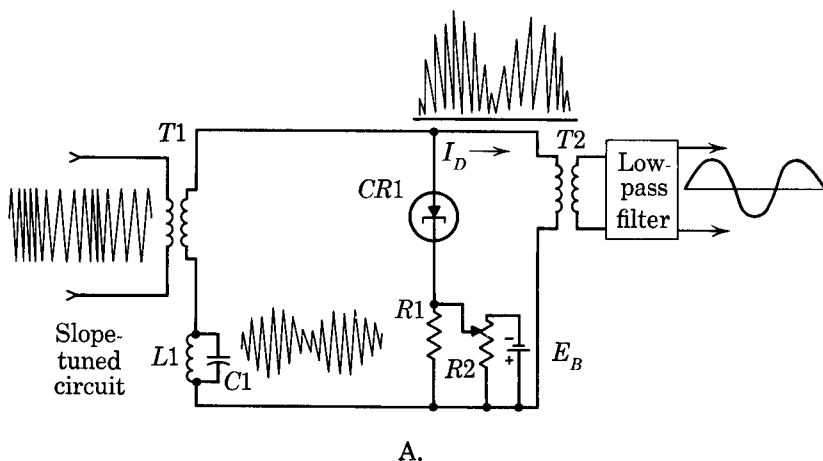 T1
I_D
T2
Low-
pass
filter
CR1
Slope-
tuned
circuit
L1
C1
R1
R2
-
+
E_B
A.